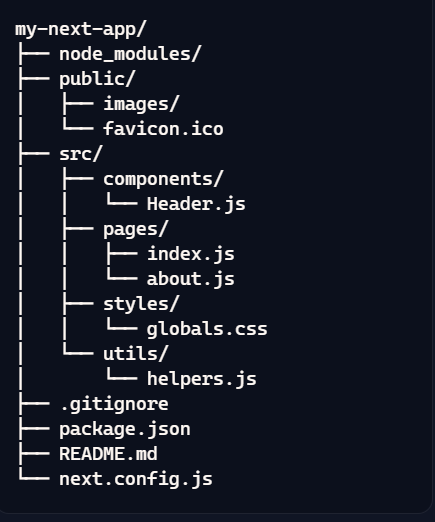 my-next-app/
├── node_modules/
├── public/
│   ├── images/
│   └── favicon.ico
├── src/
│   ├── components/
│   │   └── Header.js
│   ├── pages/
│   │   ├── index.js
│   │   └── about.js
│   ├── styles/
│   │   └── globals.css
│   └── utils/
│       └── helpers.js
├── .gitignore
├── package.json
├── README.md
└── next.config.js